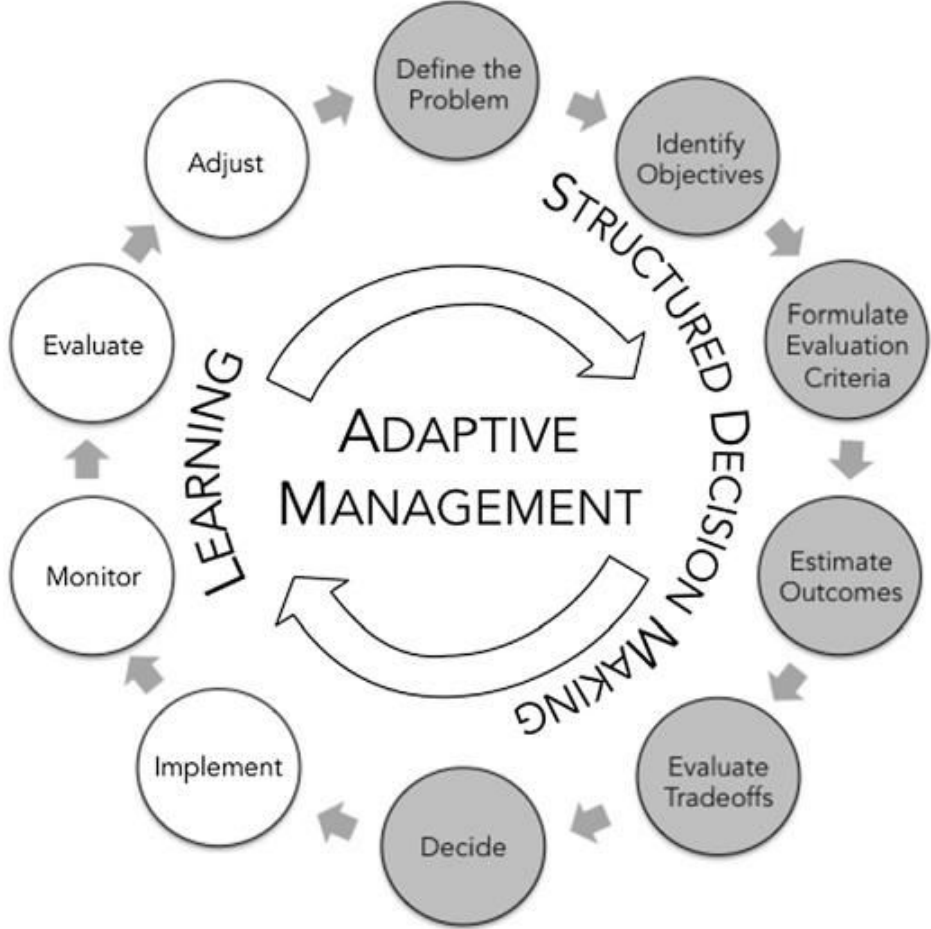 Define the
Problem
Identify
Objectives
Formulate
Evaluation
Criteria
Estimate
Outcomes
Evaluate
Tradeoffs
Decide
Implement
Monitor
Evaluate
Adjust
STRUCTURED DECISION MAKING
LEARNING
ADAPTIVE
MANAGEMENT